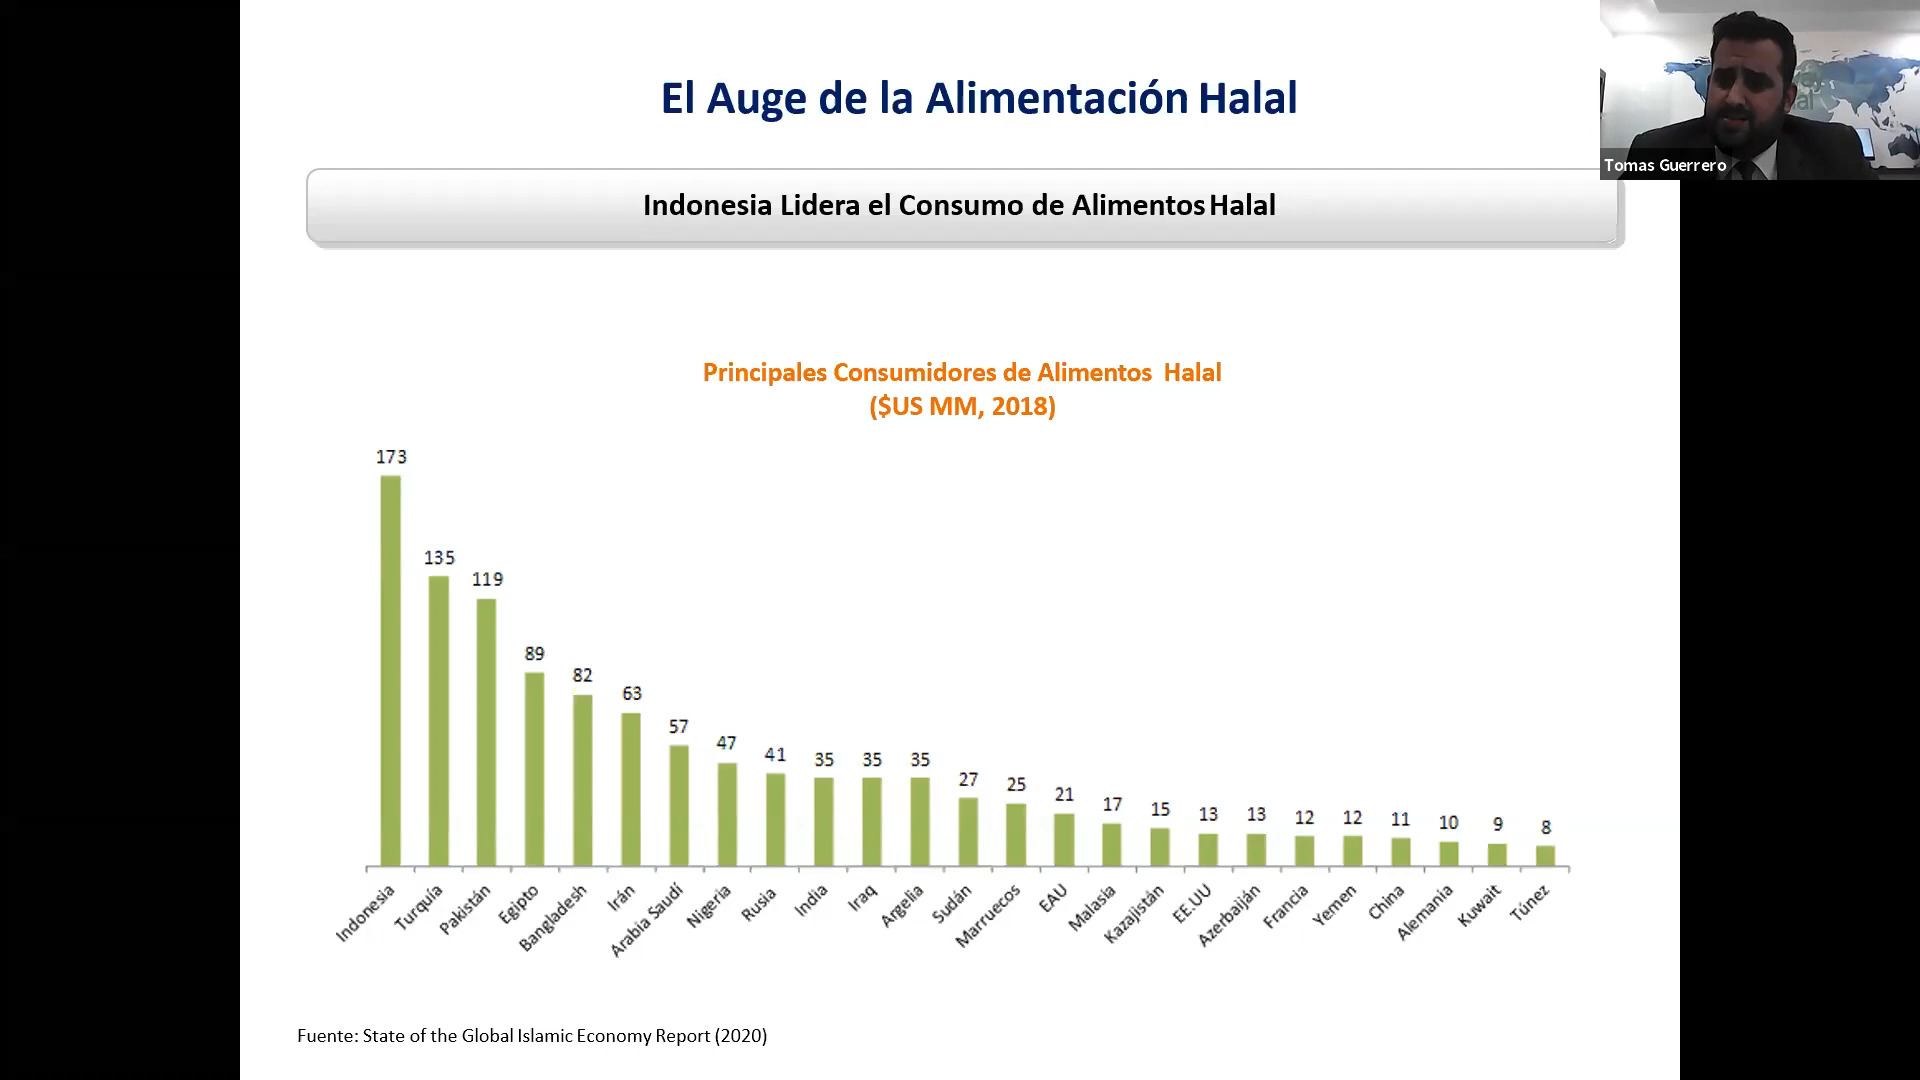 El Auge de la Alimentación Halal
Tomas Guerrero
Indonesia Lidera el Consumo de Alimentos Halal
Principales Consumidores de Alimentos Halal
($US MM, 2018)
173
135
119
89
82
63
57
47
41
35
35
35
27
25
21
17
15
13
13
12
12
11
10
9
8
Indonesia
Turquía
Pakistán
Egipto
Bangladesh
Irán
Arabia Saudí
Nigeria
Rusia
India
Iraq
Argelia
Sudán
Marruecos
EAU
Malasia
Kazajistán
EE.UU
Azerbaiján
Francia
Yemen
China
Alemania
Kuwait
Túnez
Fuente: State of the Global Islamic Economy Report (2020)